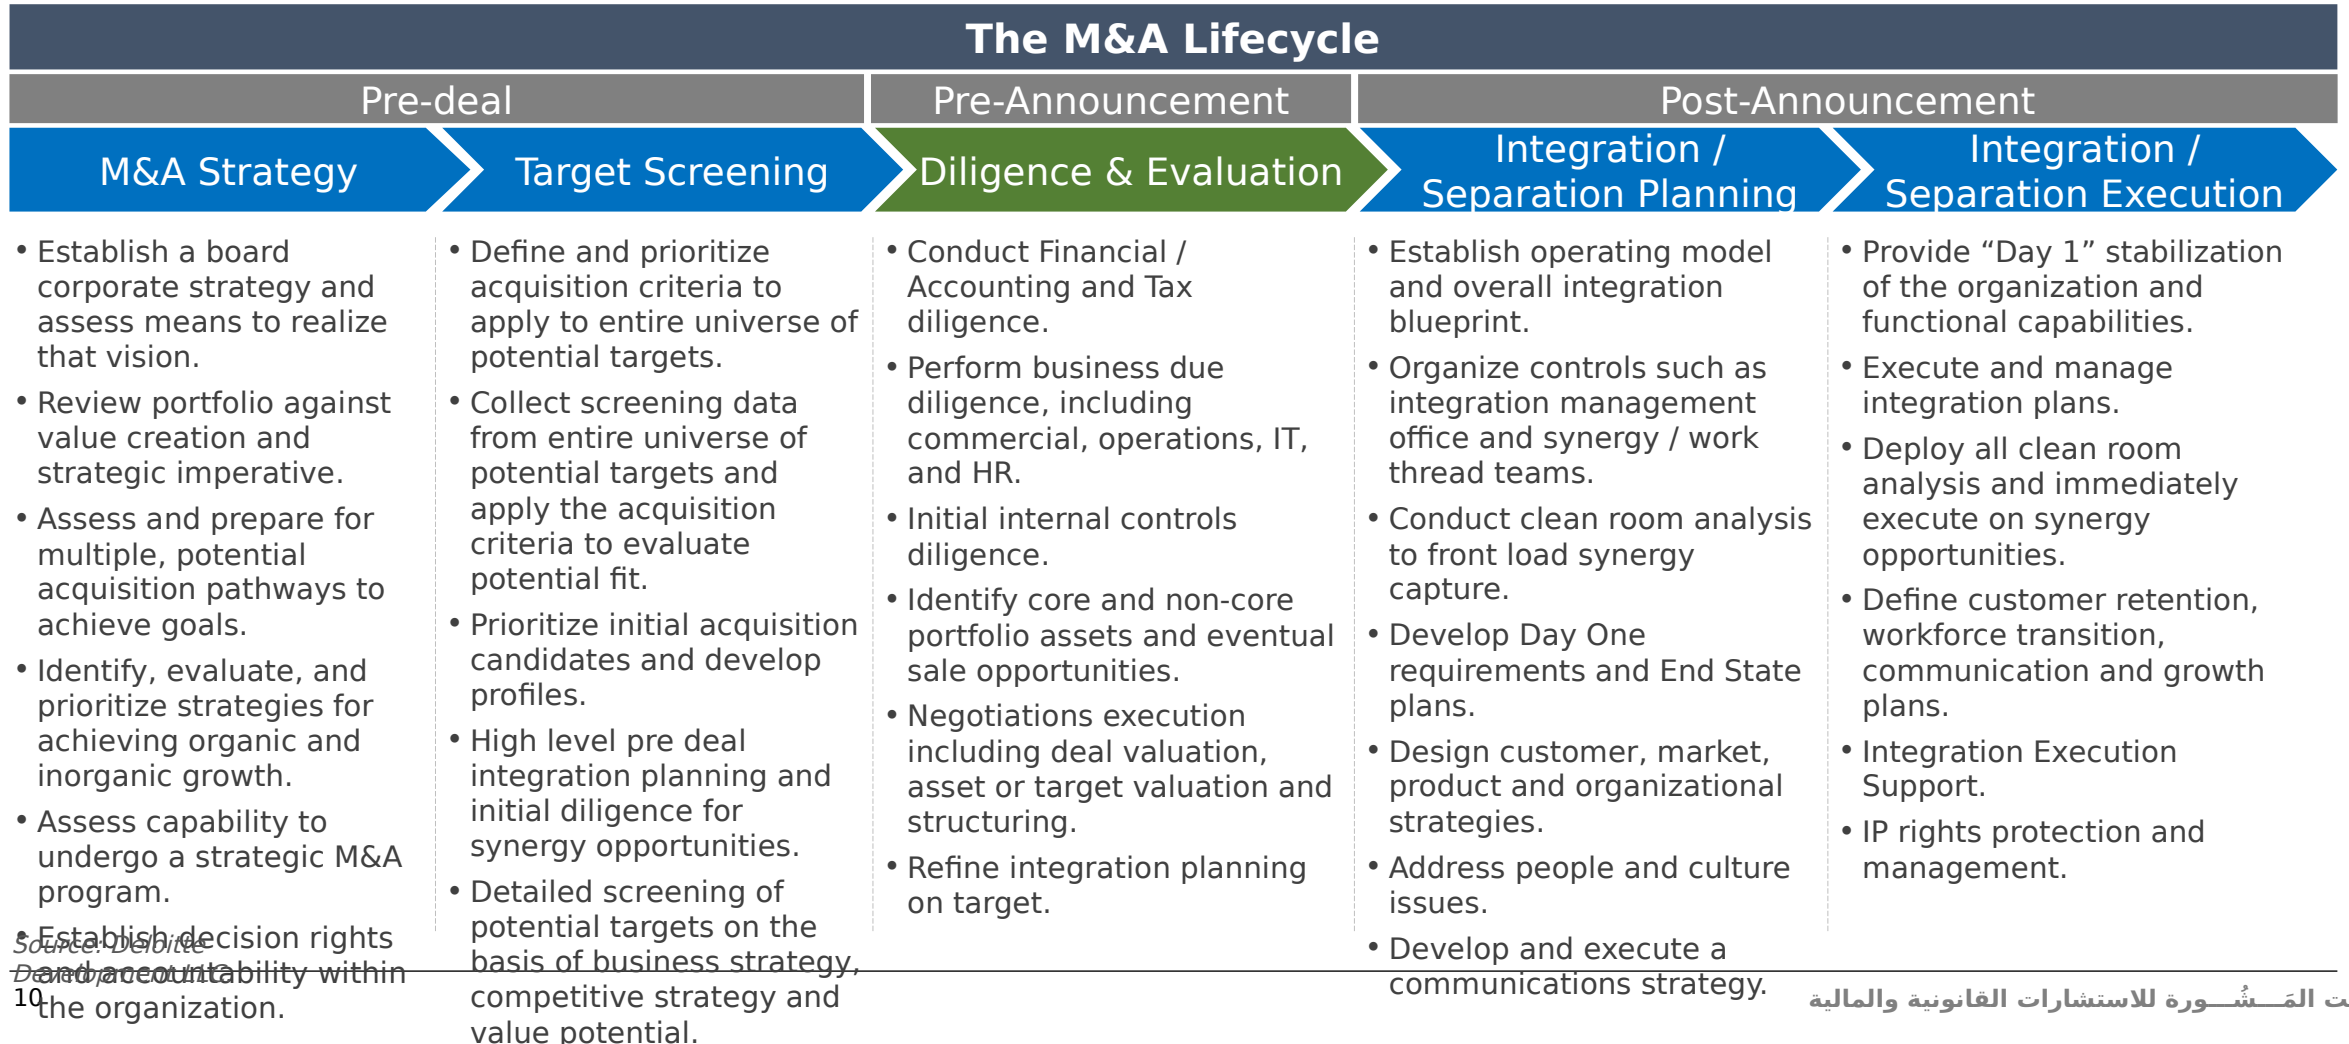 The M&A Lifecycle
Pre-deal
Pre-Announcement
Post-Announcement
M&A Strategy
Target Screening
Diligence & Evaluation
Integration /
Separation Planning
Integration /
Separation Execution
• Establish a board
corporate strategy and
assess means to realize
that vision.
• Review portfolio against
value creation and
strategic imperative.
• Assess and prepare for
multiple, potential
acquisition pathways to
achieve goals.
• Identify, evaluate, and
prioritize strategies for
achieving organic and
inorganic growth.
• Assess capability to
undergo a strategic M&A
program.
• Establish decision rights
and accountability within
the organization.
• Define and prioritize
acquisition criteria to
apply to entire universe of
potential targets.
• Collect screening data
from entire universe of
potential targets and
apply the acquisition
criteria to evaluate
potential fit.
• Prioritize initial acquisition
candidates and develop
profiles.
• High level pre deal
integration planning and
initial diligence for
synergy opportunities.
• Detailed screening of
potential targets on the
basis of business strategy,
competitive strategy and
value potential.
• Conduct Financial /
Accounting and Tax
diligence.
• Perform business due
diligence, including
commercial, operations, IT,
and HR.
• Initial internal controls
diligence.
• Identify core and non-core
portfolio assets and eventual
sale opportunities.
• Negotiations execution
including deal valuation,
asset or target valuation and
structuring.
• Refine integration planning
on target.
• Establish operating model
and overall integration
blueprint.
• Organize controls such as
integration management
office and synergy / work
thread teams.
• Conduct clean room analysis
to front load synergy
capture.
• Develop Day One
requirements and End State
plans.
• Design customer, market,
product and organizational
strategies.
• Address people and culture
issues.
• Develop and execute a
communications strategy.
• Provide “Day 1” stabilization
of the organization and
functional capabilities.
• Execute and manage
integration plans.
• Deploy all clean room
analysis and immediately
execute on synergy
opportunities.
• Define customer retention,
workforce transition,
communication and growth
plans.
• Integration Execution
Support.
• IP rights protection and
management.
Source: Deloitte
Development LLC
10
المَـــشُـــورة للاستشارات القانونية والمالية